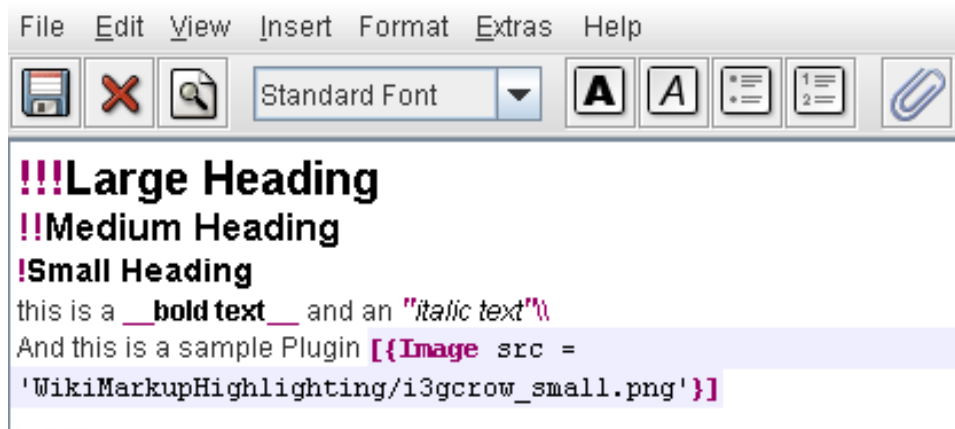 File Edit View Insert Format Extras Help
Standard Font A A
!!!Large Heading
!!Medium Heading
!Small Heading
this is a __bold text__ and an "italic text"\\
And this is a sample Plugin [{Image src =
'WikiMarkupHighlighting/i3gcrow_small.png'}]